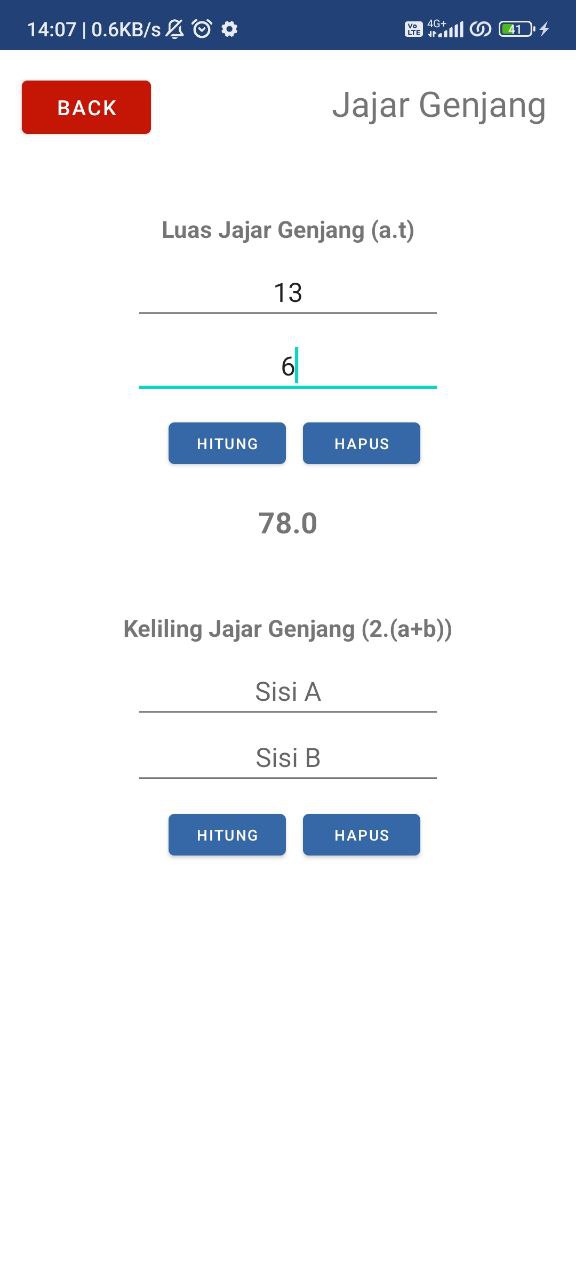 14:07 | 0.6KB/s
Vo LTE 4G+ 41
BACK
Jajar Genjang
Luas Jajar Genjang (a.t)
13
6
HITUNG HAPUS
78.0
Keliling Jajar Genjang (2.(a+b))
Sisi A
Sisi B
HITUNG HAPUS